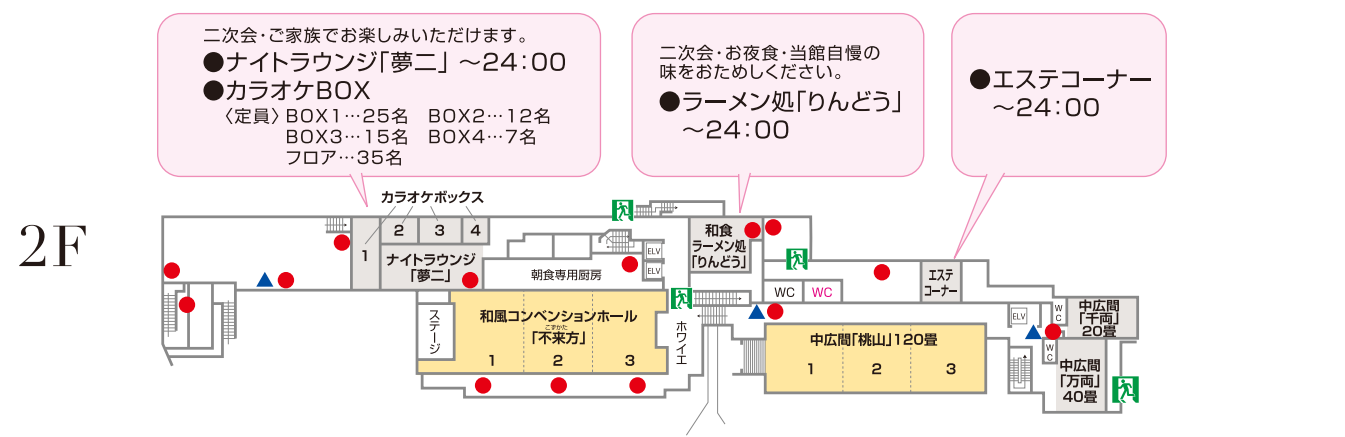 二次会・ご家族でお楽しみいただけます。
●ナイトラウンジ「夢二」 ～24：00
●カラオケBOX
〈定員〉BOX1…25名 BOX2…12名
BOX3…15名 BOX4…7名
フロア…35名
二次会・お夜食・当館自慢の
味をおためしください。
●ラーメン処「りんどう」
～24：00
●エステコーナー
～24：00
2F
カラオケボックス
1
2
3
4
ナイトラウンジ
「夢二」
朝食専用厨房
ELV
ELV
和食
ラーメン処
「りんどう」
WC
WC
エステ
コーナー
ステージ
和風コンベンションホール
こずかた
「不来方」
1
2
3
ホワイエ
中広間「桃山」120畳
1
2
3
ELV
WC
WC
中広間
「千両」
20畳
中広間
「万両」
40畳